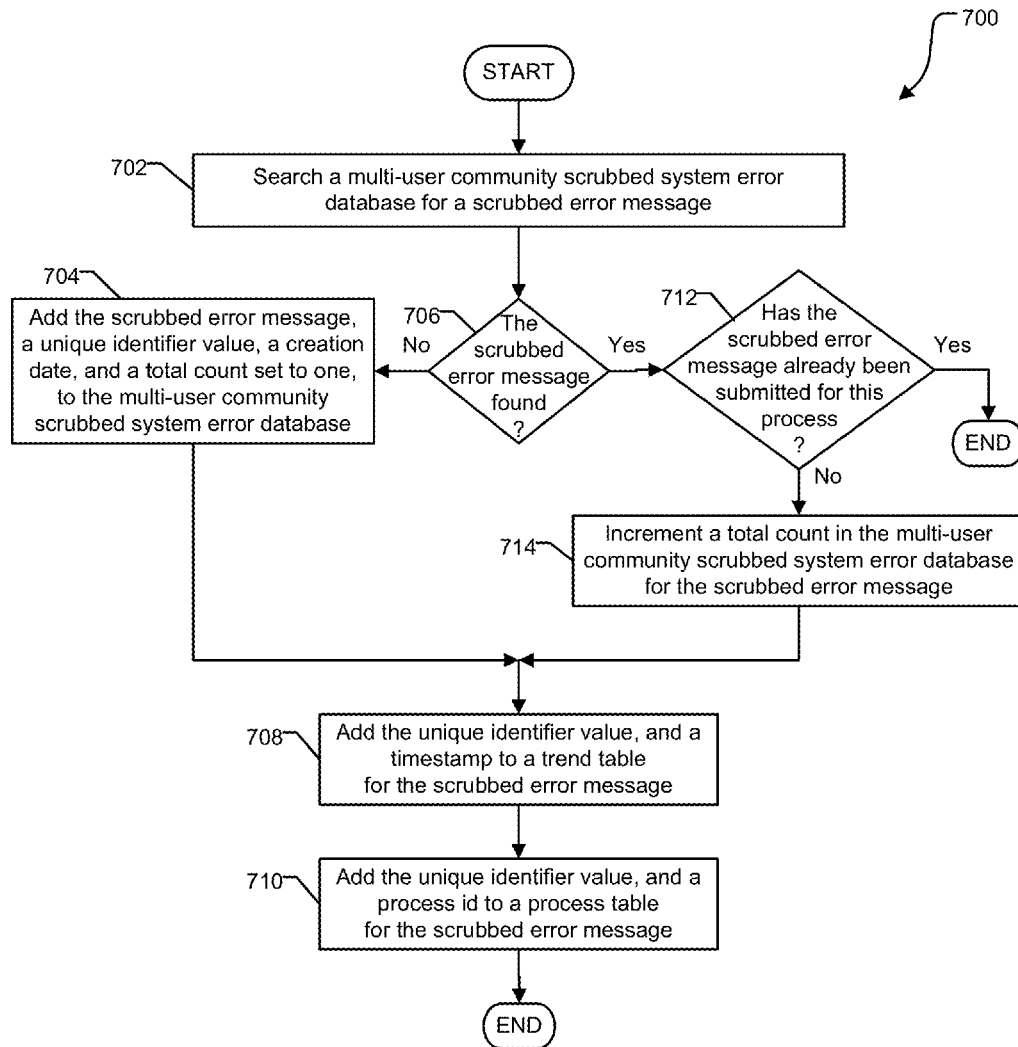 700
START
702
Search a multi-user community scrubbed system error
database for a scrubbed error message
704
Add the scrubbed error message,
a unique identifier value, a creation
date, and a total count set to one,
to the multi-user community
scrubbed system error database
706
No
The
scrubbed
error message
found
?
Yes
712
Has the
scrubbed error
message already been
submitted for this
process
?
Yes
END
No
714
Increment a total count in the multi-user
community scrubbed system error database
for the scrubbed error message
708
Add the unique identifier value, and a
timestamp to a trend table
for the scrubbed error message
710
Add the unique identifier value, and a
process id to a process table
for the scrubbed error message
END